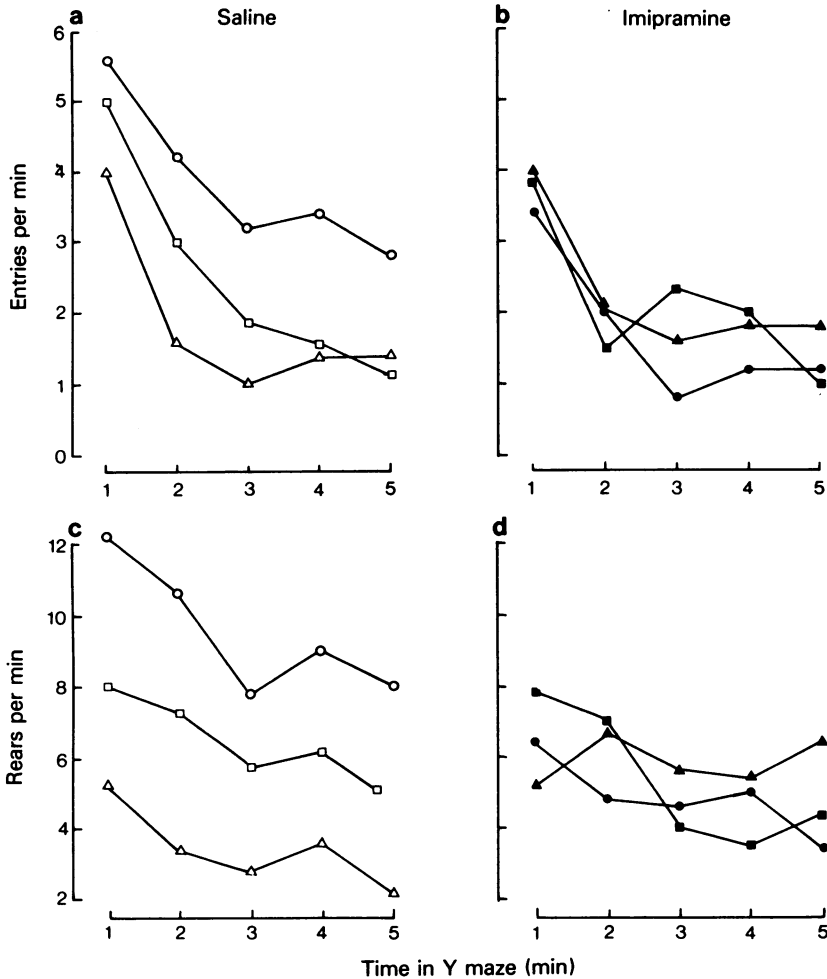 a Saline
b Imipramine
6
5
4
3
2
1
0
Entries per min
1 2 3 4 5
1 2 3 4 5
c
d
12
10
8
6
4
2
Rears per min
1 2 3 4 5
1 2 3 4 5
Time in Y maze (min)